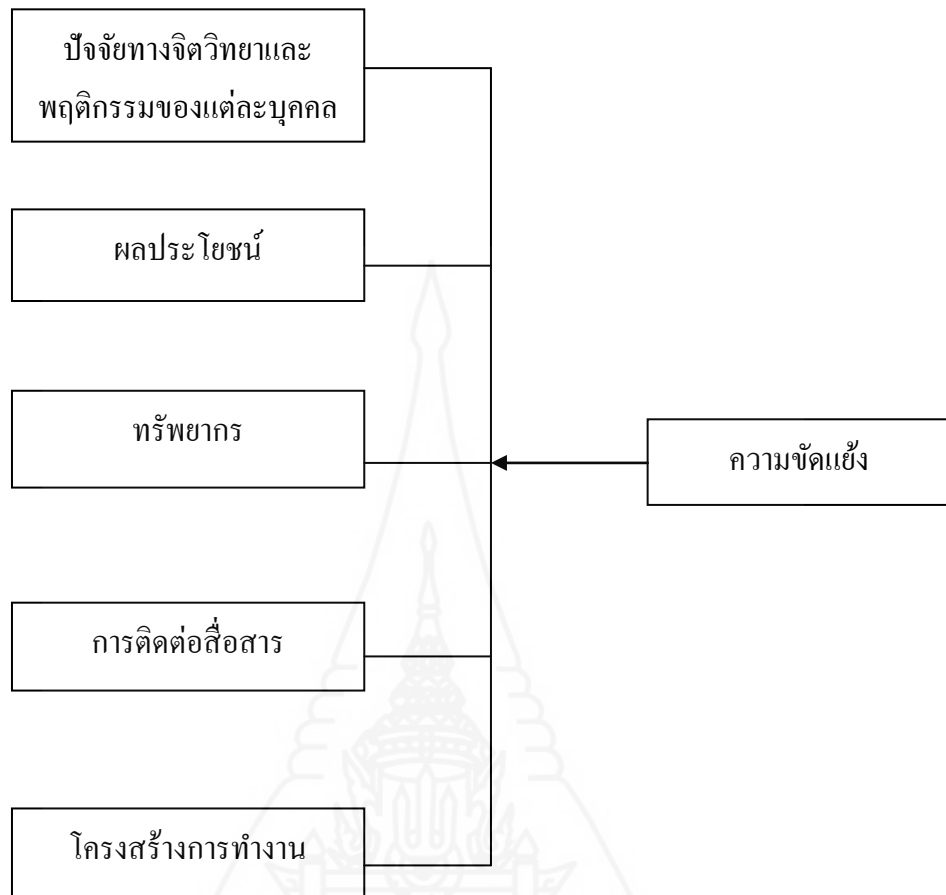 ปัจจัยทางจิตวิทยาและ
พฤติกรรมของแต่ละบุคคล
ผลประโยชน์
ทรัพยากร
ความขัดแย้ง
การติดต่อสื่อสาร
โครงสร้างการทำงาน